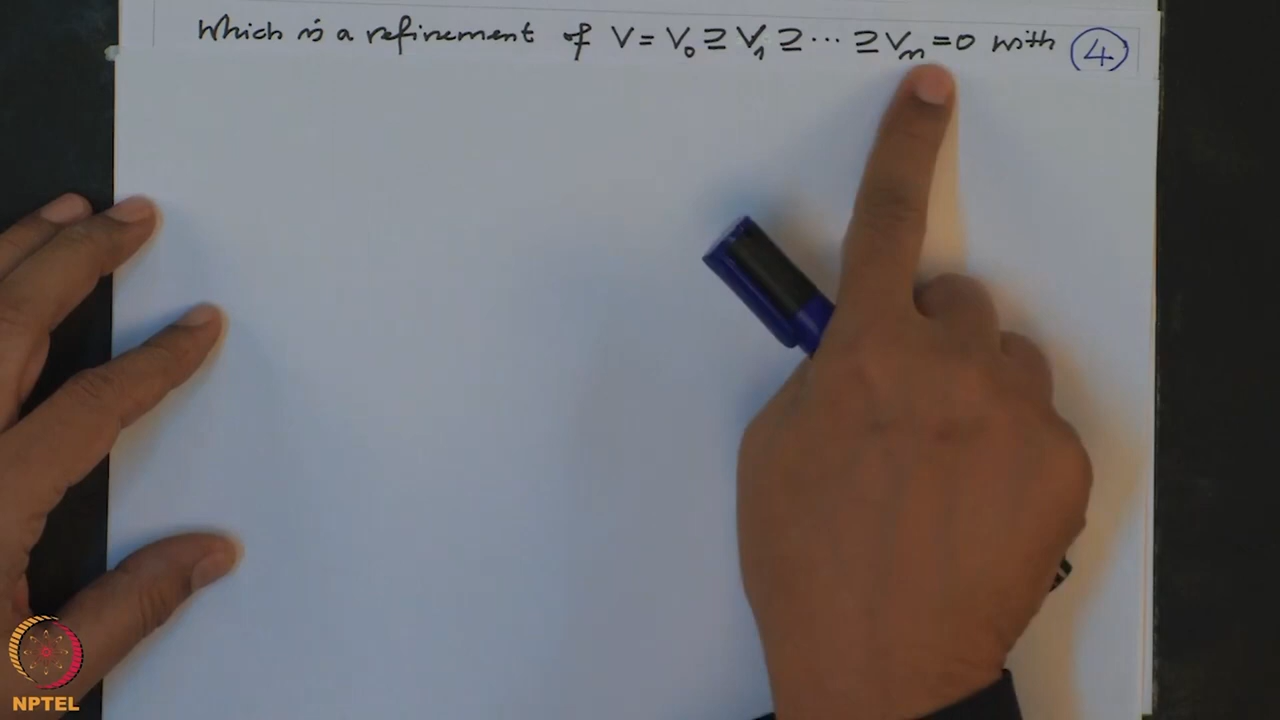 Which is a refinement of V = V₀ ⊇ V₁ ⊇ ··· ⊇ Vₘ = 0 with ④
NPTEL